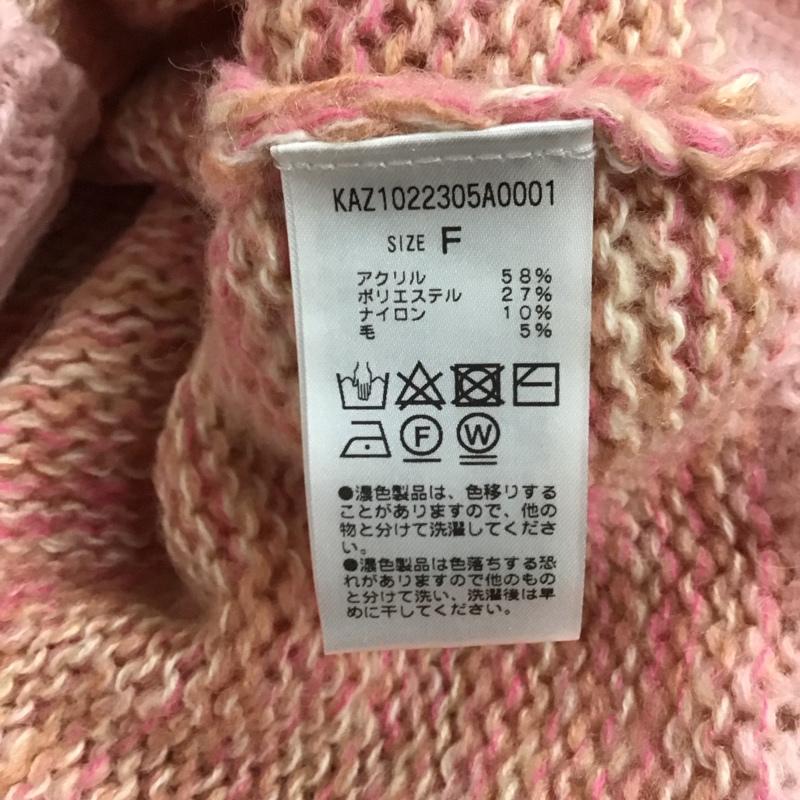 KAZ1022305A0001
SIZE F
アクリル 58%
ポリエステル 27%
ナイロン 10%
毛 5%
F W
●濃色製品は、色移りする
ことがありますので、他の
物と分けて洗濯してくださ
い。
●濃色製品は色落ちする恐
れがありますので他のもの
と分けて洗い、洗濯後は早
めに干してください。